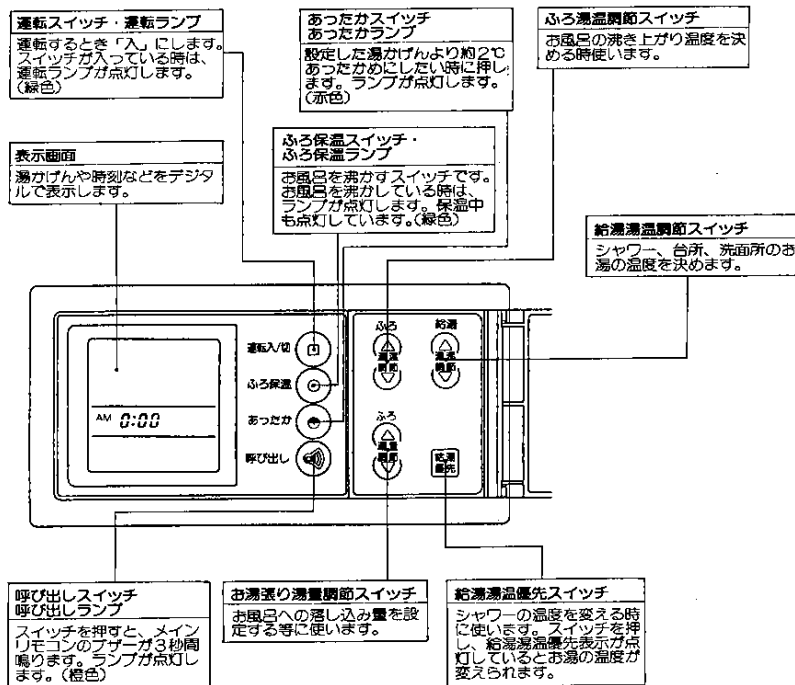 運転スイッチ・運転ランプ
運転するとき「入」にします。
スイッチが入っている時は、
運転ランプが点灯します。
(緑色)
あったかスイッチ
あったかランプ
設定した湯かげんより約2℃
あったかめにしたい時に押し
ます。ランプが点灯します。
(赤色)
ふろ湯温調節スイッチ
お風呂の沸き上がり温度を決
める時使います。
表示画面
湯かげんや時刻などをデジタ
ルで表示します。
ふろ保温スイッチ・
ふろ保温ランプ
お風呂を沸かすスイッチです。
お風呂を沸かしている時は、
ランプが点灯します。保温中
も点灯しています。(緑色)
給湯湯温調節スイッチ
シャワー、台所、洗面所のお
湯の温度を決めます。
運転入/切
ふろ保温
あったか
呼び出し
AM 0:00
ふろ
湯温
調節
給湯
湯温
調節
ふろ
湯量
調節
給湯
優先
呼び出しスイッチ
呼び出しランプ
スイッチを押すと、メイン
リモコンのブザーが3秒間
鳴ります。ランプが点灯し
ます。(橙色)
お湯張り湯量調節スイッチ
お風呂への落し込み量を設
定する等に使います。
給湯湯温優先スイッチ
シャワーの温度を変える時
に使います。スイッチを押
し、給湯湯温優先表示が点
灯しているとお湯の温度が
変えられます。